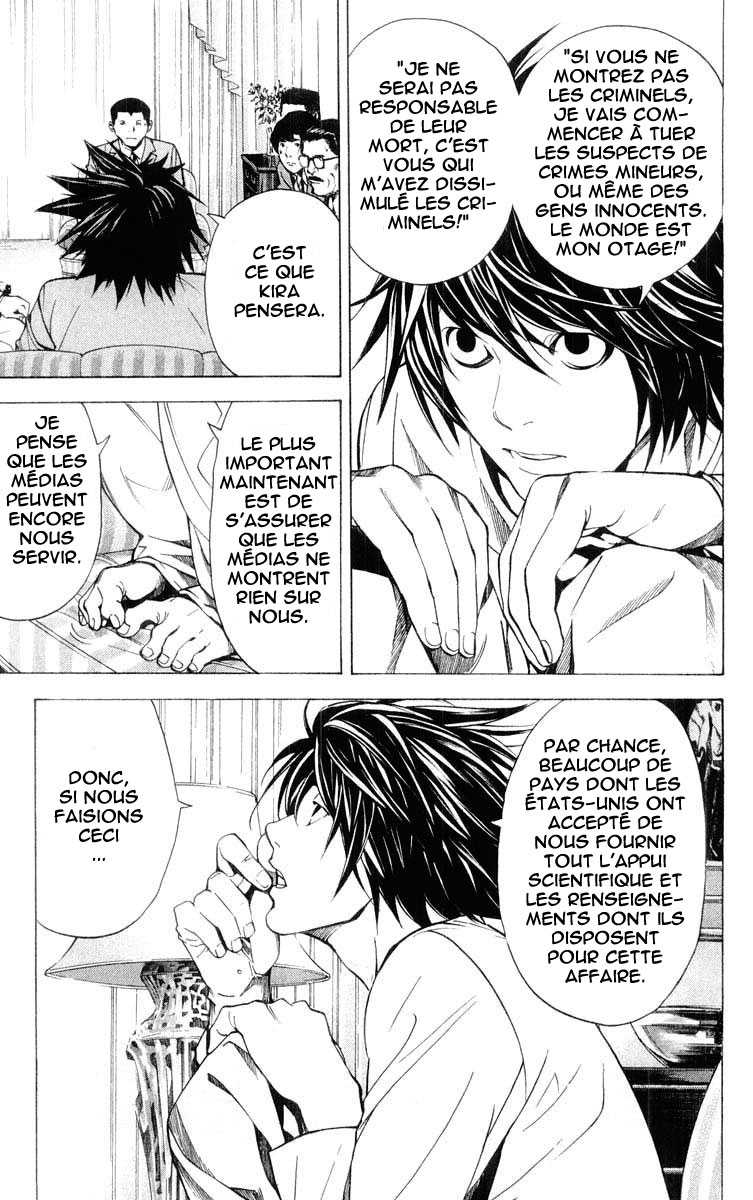 "SI VOUS NE
MONTREZ PAS
LES CRIMINELS,
JE VAIS COM-
MENCER À TUER
LES SUSPECTS DE
CRIMES MINEURS,
OU MÊME DES
GENS INNOCENTS.
LE MONDE EST
MON OTAGE!"
"JE NE
SERAI PAS
RESPONSABLE
DE LEUR
MORT, C'EST
VOUS QUI
M'AVEZ DISSI-
MULÉ LES CRI-
MINELS!"
C'EST
CE QUE
KIRA
PENSERA.
LE PLUS
IMPORTANT
MAINTENANT
EST DE
S'ASSURER
QUE LES
MÉDIAS NE
MONTRENT
RIEN SUR
NOUS.
JE
PENSE
QUE LES
MÉDIAS
PEUVENT
ENCORE
NOUS
SERVIR.
PAR CHANCE,
BEAUCOUP DE
PAYS DONT LES
ÉTATS-UNIS ONT
ACCEPTÉ DE
NOUS FOURNIR
TOUT L'APPUI
SCIENTIFIQUE ET
LES RENSEIGNE-
MENTS DONT ILS
DISPOSENT
POUR CETTE
AFFAIRE.
DONC,
SI NOUS
FAISIONS
CECI
...